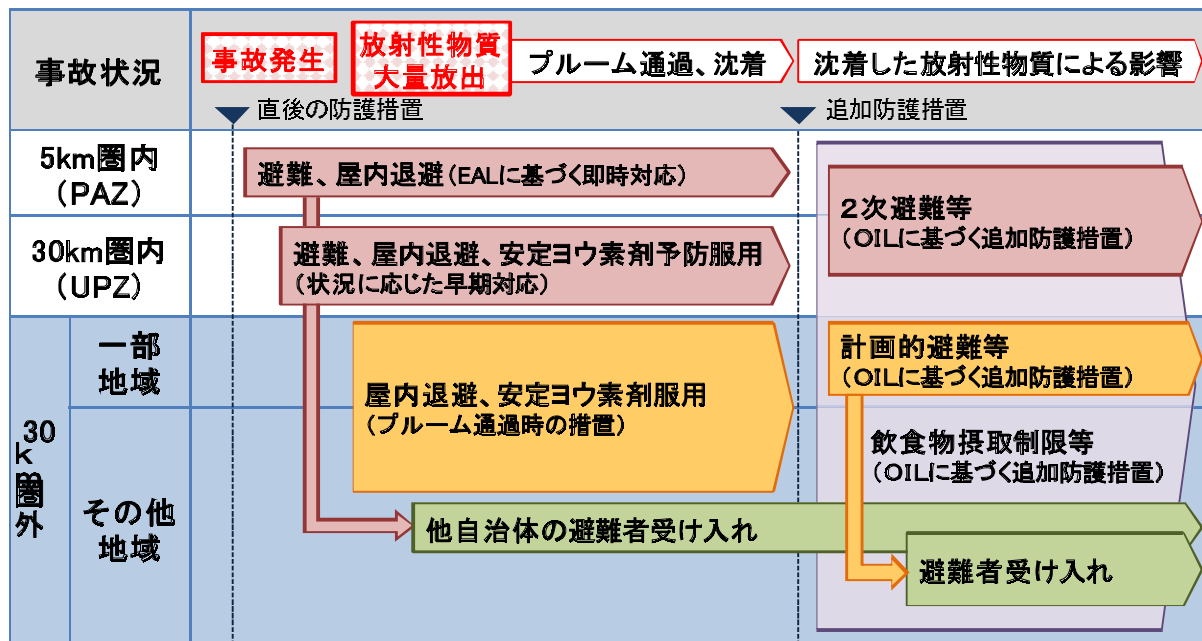 事故状況
事故発生
放射性物質
大量放出
プルーム通過、沈着
沈着した放射性物質による影響
直後の防護措置
追加防護措置
5km圏内
(PAZ)
避難、屋内退避(EALに基づく即時対応)
2次避難等
(OILに基づく追加防護措置)
30km圏内
(UPZ)
避難、屋内退避、安定ヨウ素剤予防服用
(状況に応じた早期対応)
30km圏外
一部
地域
屋内退避、安定ヨウ素剤服用
(プルーム通過時の措置)
計画的避難等
(OILに基づく追加防護措置)
飲食物摂取制限等
(OILに基づく追加防護措置)
その他
地域
他自治体の避難者受け入れ
避難者受け入れ